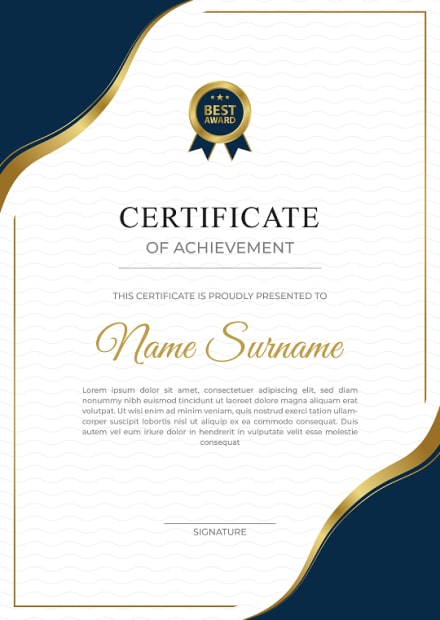 BEST
AWARD
CERTIFICATE
OF ACHIEVEMENT
THIS CERTIFICATE IS PROUDLY PRESENTED TO
Name Surname
Lorem ipsum dolor sit amet, consectetuer adipiscing elit, sed diam
nonummy nibh euismod tincidunt ut laoreet dolore magna aliquam erat
volutpat. Ut wisi enim ad minim veniam, quis nostrud exerci tation ullam-
corper suscipit lobortis nisl ut aliquip ex ea commodo consequat. Duis
autem vel eum iriure dolor in hendrerit in vulputate velit esse molestie
consequat
SIGNATURE